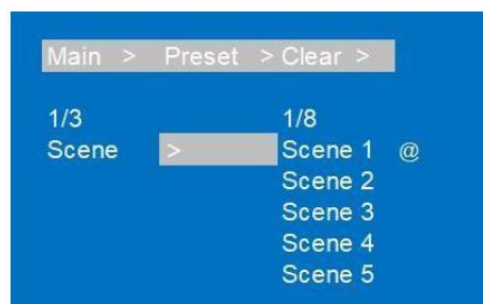 Main > Preset > Clear >
1/3 1/8
Scene > Scene 1 @
Scene 2
Scene 3
Scene 4
Scene 5